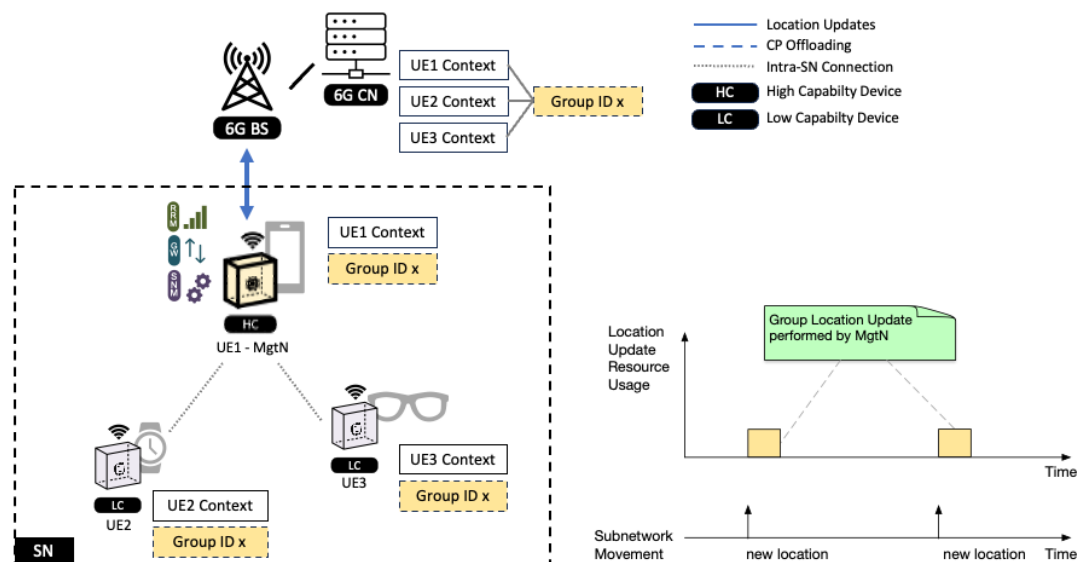 Location Updates
CP Offloading
Intra-SN Connection
HC High Capabilty Device
LC Low Capabilty Device
6G BS
6G CN
UE1 Context
UE2 Context
UE3 Context
Group ID x
RRM
GW
SNM
UE1 Context
Group ID x
HC
UE1 - MgtN
LC
UE2
UE2 Context
Group ID x
LC
UE3
UE3 Context
Group ID x
SN
Location
Update
Resource
Usage
Group Location Update
performed by MgtN
Time
Subnetwork
Movement
new location
new location
Time